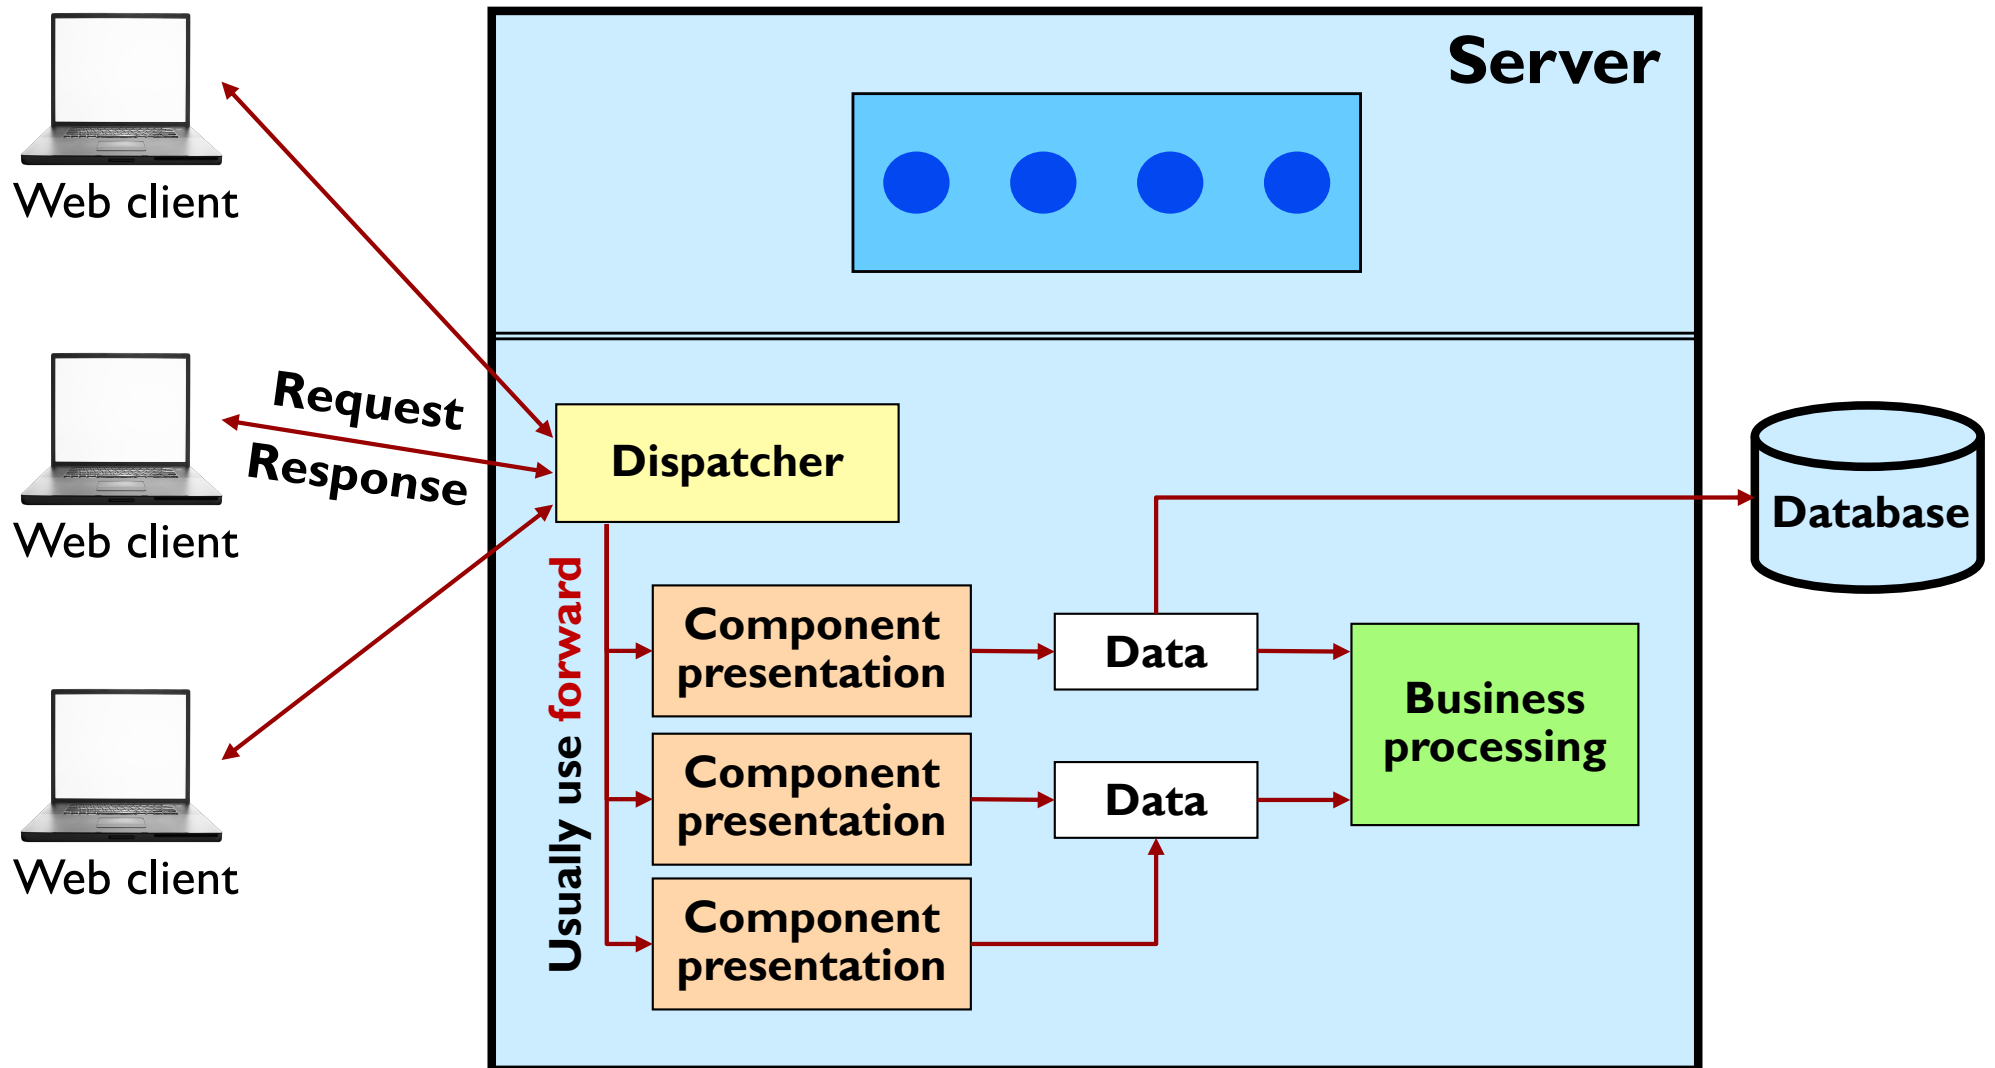 Server
Web client
Request
Response
Web client
Web client
Dispatcher
Usually use forward
Component
presentation
Data
Component
presentation
Data
Component
presentation
Business
processing
Database